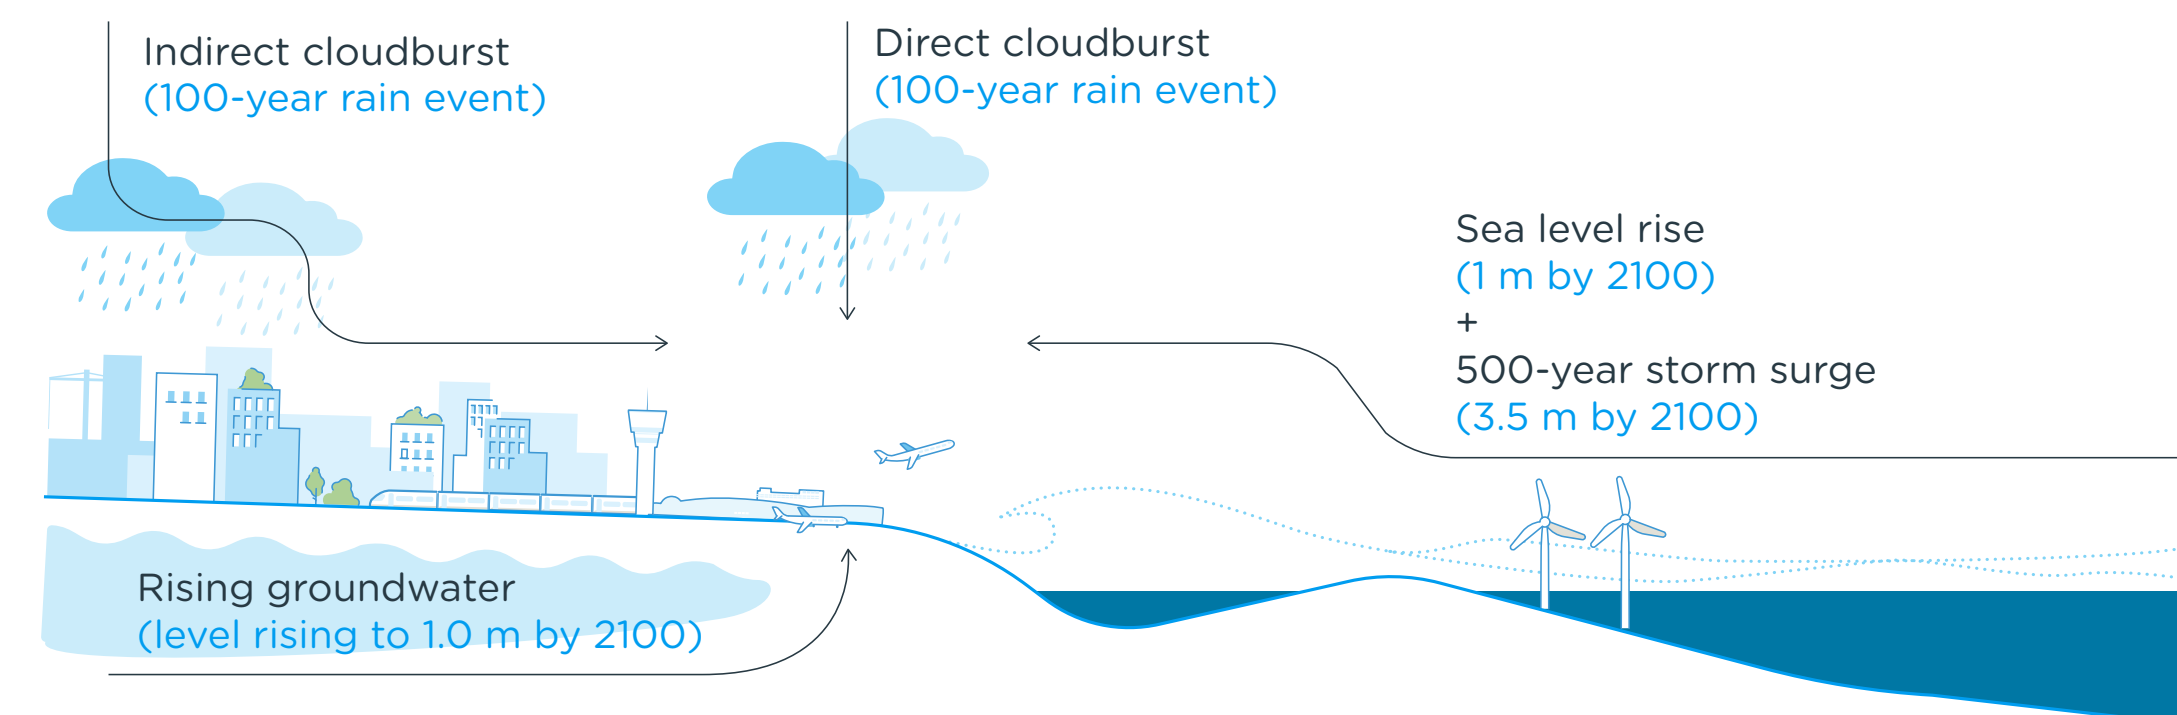 Indirect cloudburst
(100-year rain event)
Direct cloudburst
(100-year rain event)
Sea level rise
(1 m by 2100)
+
500-year storm surge
(3.5 m by 2100)
Rising groundwater
(level rising to 1.0 m by 2100)